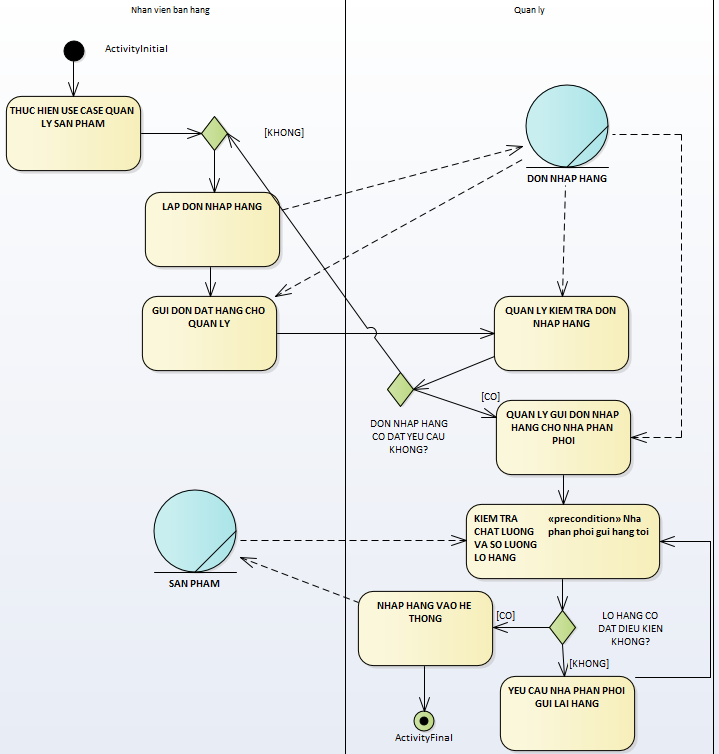 Nhan vien ban hang
Quan ly
ActivityInitial
THUC HIEN USE CASE QUAN
LY SAN PHAM
[KHONG]
DON NHAP HANG
LAP DON NHAP HANG
GUI DON DAT HANG CHO
QUAN LY
QUAN LY KIEM TRA DON
NHAP HANG
[CO]
DON NHAP HANG
CO DAT YEU CAU
KHONG?
QUAN LY GUI DON NHAP
HANG CHO NHA PHAN
PHOI
KIEM TRA
CHAT LUONG
VA SO LUONG
LO HANG
«precondition» Nha
phan phoi gui hang toi
SAN PHAM
NHAP HANG VAO HE
THONG
[CO]
LO HANG CO
DAT DIEU KIEN
KHONG?
[KHONG]
YEU CAU NHA PHAN PHOI
GUI LAI HANG
ActivityFinal